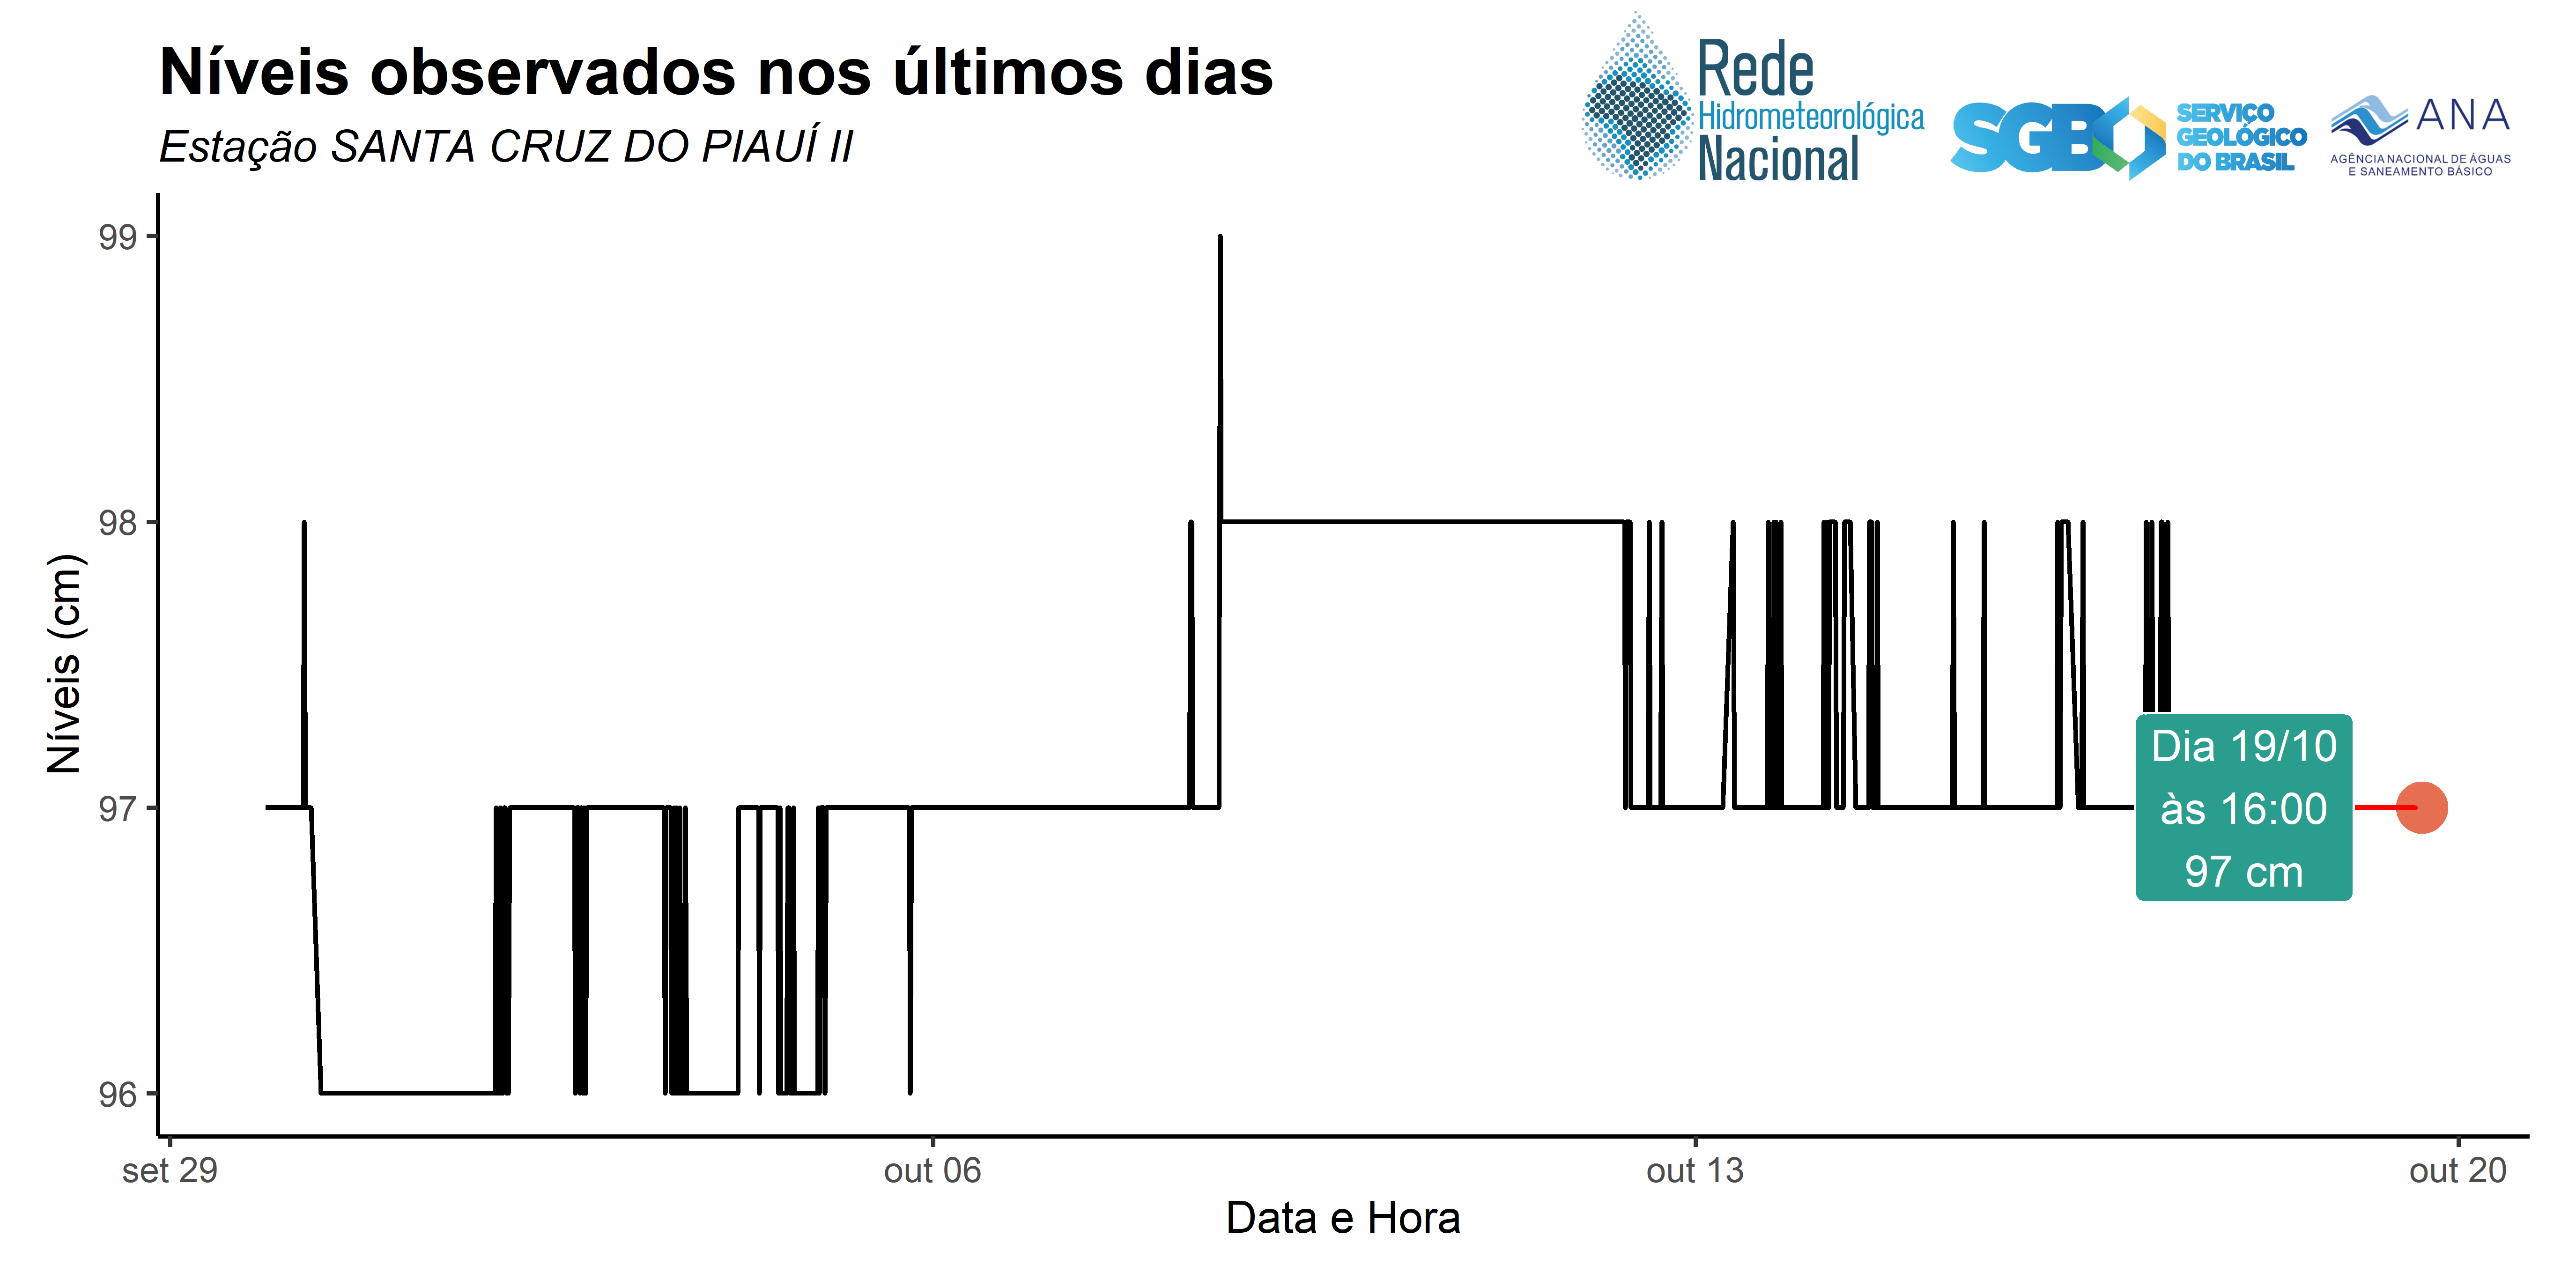 Níveis observados nos últimos dias
Estação SANTA CRUZ DO PIAUÍ II
Rede
Hidrometeorológica
Nacional
SGB
SERVIÇO
GEOLÓGICO
DO BRASIL
ANA
AGÊNCIA NACIONAL DE ÁGUAS
E SANEAMENTO BÁSICO
Níveis (cm)
99
98
97
96
Dia 19/10
às 16:00
97 cm
set 29
out 06
out 13
out 20
Data e Hora